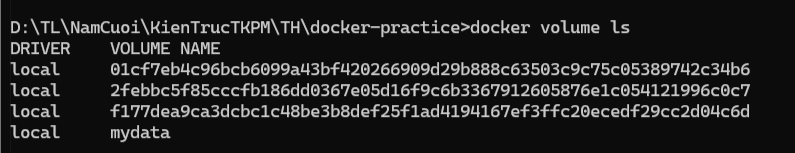 D:\TL\NamCuoi\KienTrucTKPM\TH\docker-practice>docker volume ls
DRIVER    VOLUME NAME
local     01cf7eb4c96bcb6099a43bf420266909d29b888c63503c9c75c05389742c34b6
local     2febbc5f85cccfb186dd0367e05d16f9c6b3367912605876e1c054121996c0c7
local     f177dea9ca3dcbc1c48be3b8def25f1ad4194167ef3ffc20ecedf29cc2d04c6d
local     mydata